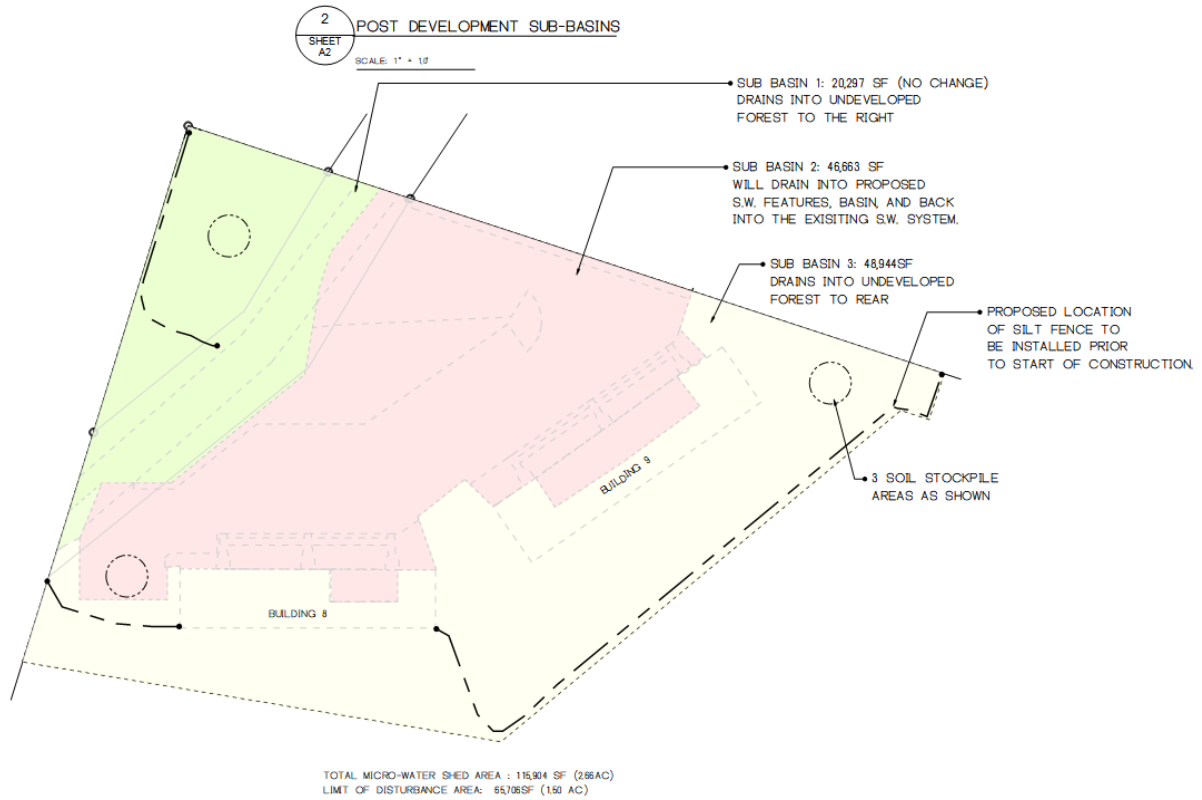 2
SHEET
A2
POST DEVELOPMENT SUB-BASINS
SCALE: 1" = 10'
SUB BASIN 1: 20,297 SF (NO CHANGE)
DRAINS INTO UNDEVELOPED
FOREST TO THE RIGHT
SUB BASIN 2: 46,663 SF
WILL DRAIN INTO PROPOSED
S.W. FEATURES, BASIN, AND BACK
INTO THE EXISITING S.W. SYSTEM.
SUB BASIN 3: 48,944SF
DRAINS INTO UNDEVELOPED
FOREST TO REAR
PROPOSED LOCATION
OF SILT FENCE TO
BE INSTALLED PRIOR
TO START OF CONSTRUCTION.
3 SOIL STOCKPILE
AREAS AS SHOWN
BUILDING 9
BUILDING 8
TOTAL MICRO-WATER SHED AREA : 115,904 SF (2.66AC)
LIMIT OF DISTURBANCE AREA: 65,706SF (1.50 AC)